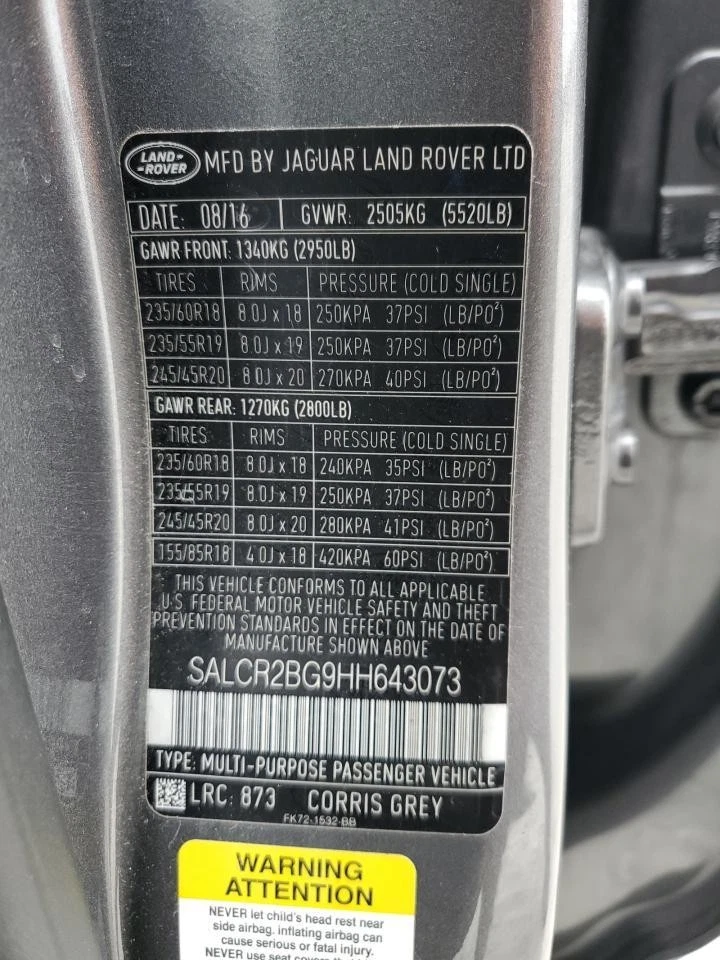 LAND-
-ROVER
MFD BY JAGUAR LAND ROVER LTD
DATE: 08/16 GVWR: 2505KG (5520LB)
GAWR FRONT: 1340KG (2950LB)
TIRES RIMS PRESSURE (COLD SINGLE)
235/60R18 8.0J x 18 250KPA 37PSI (LB/PO²)
235/55R19 8.0J x 19 250KPA 37PSI (LB/PO²)
245/45R20 8.0J x 20 270KPA 40PSI (LB/PO²)
GAWR REAR: 1270KG (2800LB)
TIRES RIMS PRESSURE (COLD SINGLE)
235/60R18 8.0J x 18 240KPA 35PSI (LB/PO²)
235/55R19 8.0J x 19 250KPA 37PSI (LB/PO²)
245/45R20 8.0J x 20 280KPA 41PSI (LB/PO²)
155/85R18 4.0J x 18 420KPA 60PSI (LB/PO²)
THIS VEHICLE CONFORMS TO ALL APPLICABLE
U.S. FEDERAL MOTOR VEHICLE SAFETY AND THEFT
PREVENTION STANDARDS IN EFFECT ON THE DATE OF
MANUFACTURE SHOWN ABOVE
SALCR2BG9HH643073
TYPE: MULTI-PURPOSE PASSENGER VEHICLE
LRC: 873 CORRIS GREY
FK72-1532-BB
WARNING
ATTENTION
NEVER let child's head rest near
side airbag. inflating airbag can
cause serious or fatal injury.
NEVER use seat covers